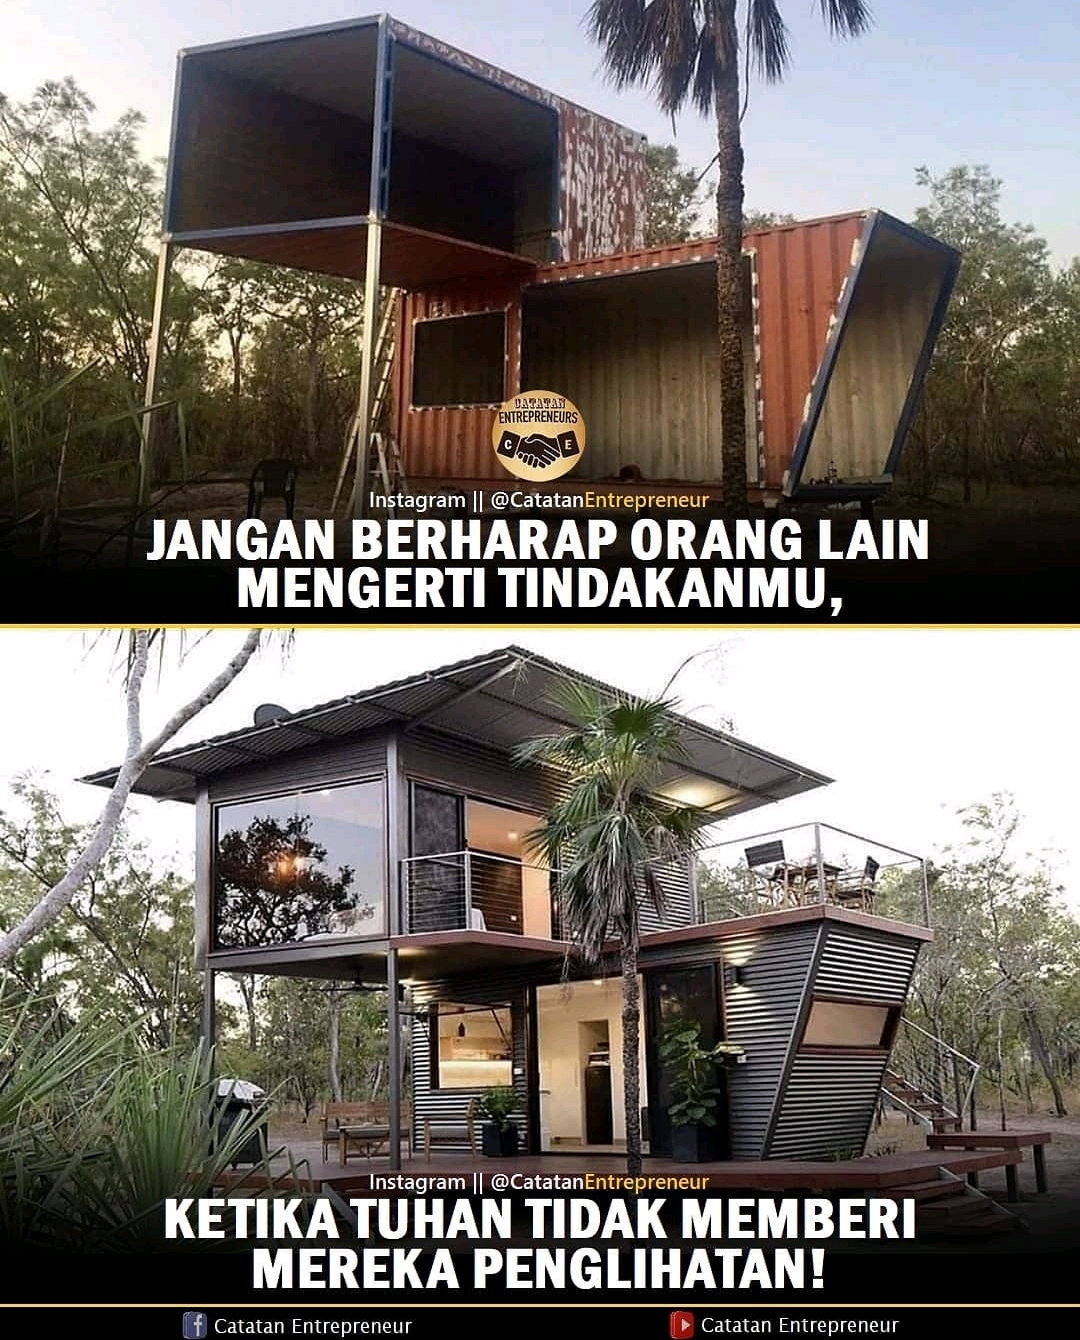 CATATAN
ENTREPRENEURS
C E
Instagram || @CatatanEntrepreneur
JANGAN BERHARAP ORANG LAIN
MENGERTI TINDAKANMU,
Instagram || @CatatanEntrepreneur
KETIKA TUHAN TIDAK MEMBERI
MEREKA PENGLIHATAN!
f Catatan Entrepreneur
Catatan Entrepreneur